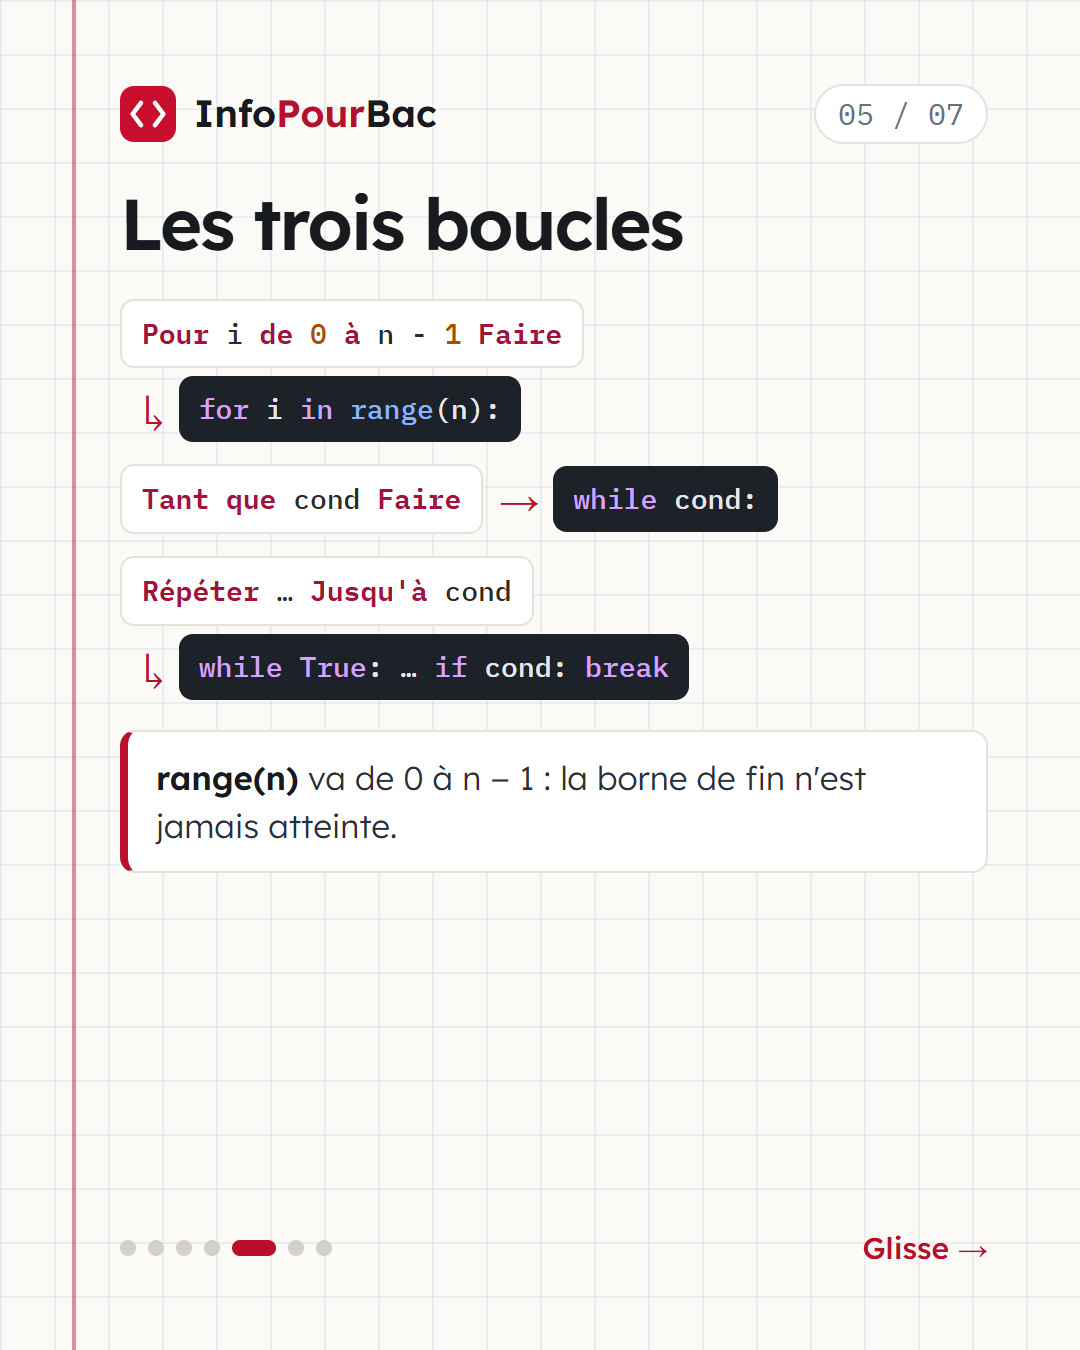 InfoPourBac
05 / 07
Les trois boucles
Pour i de 0 à n - 1 Faire
↳ for i in range(n):
Tant que cond Faire → while cond:
Répéter … Jusqu'à cond
↳ while True: … if cond: break
range(n) va de 0 à n − 1 : la borne de fin n'est
jamais atteinte.
Glisse →